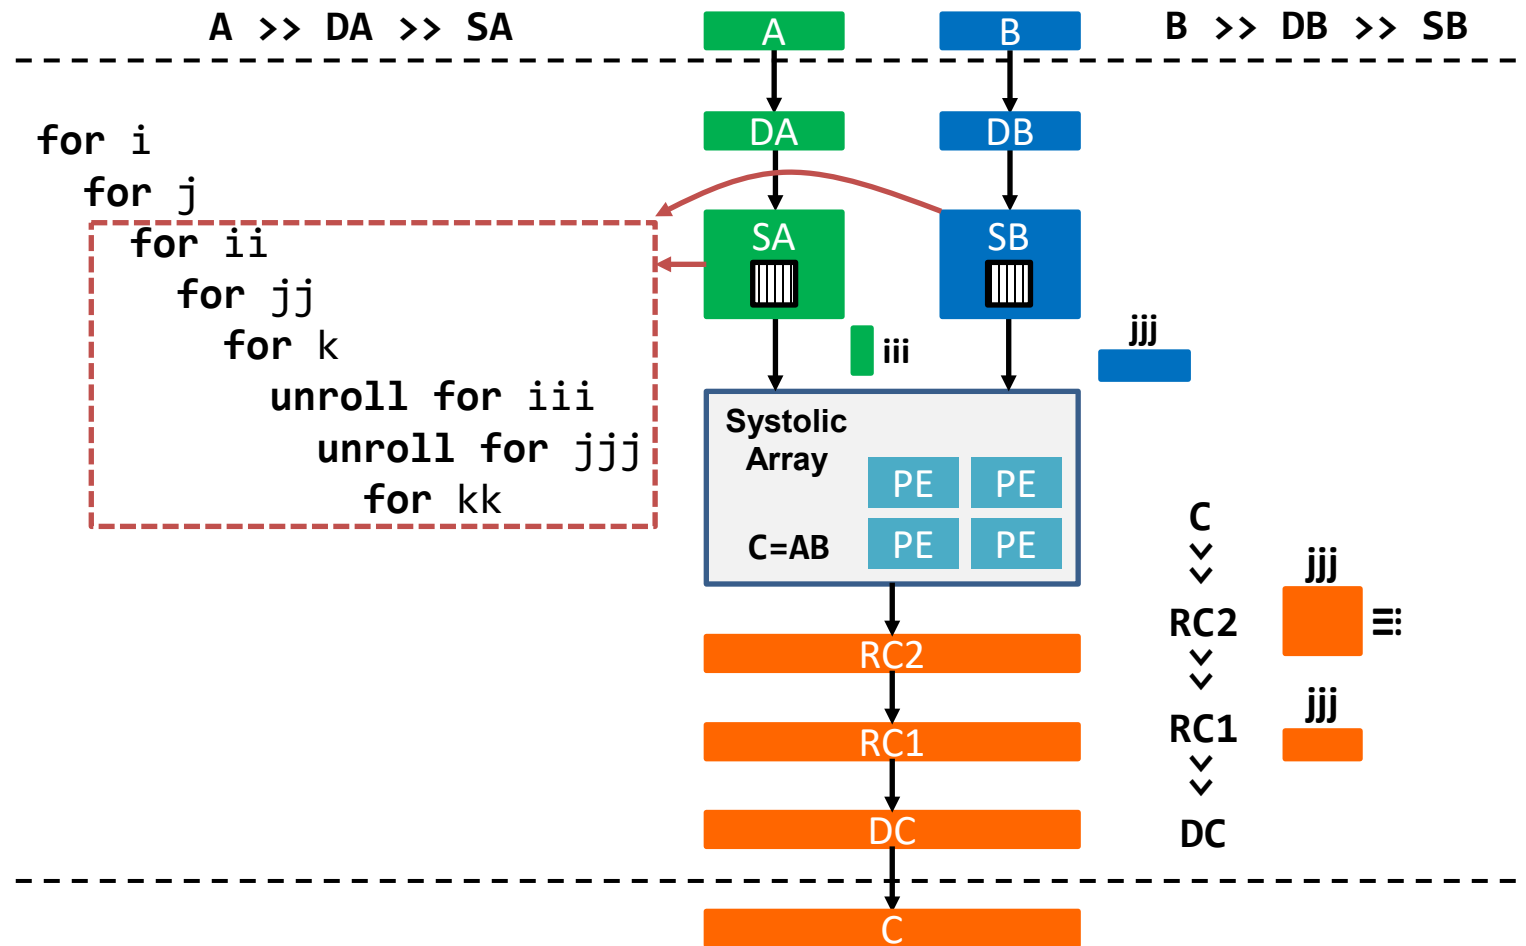 A >> DA >> SA
A
B
B >> DB >> SB
DA
DB
for i
for j
for ii
for jj
for k
unroll for iii
unroll for jjj
for kk
SA
SB
iii
jjj
Systolic
Array
PE PE
C=AB
PE PE
RC2
RC1
DC
C
C
>>
RC2
>>
RC1
>>
DC
jjj
iii
jjj